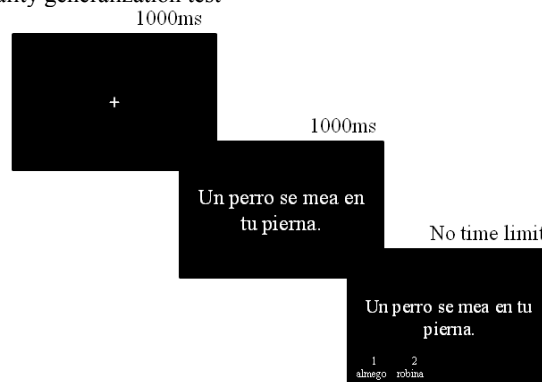 generalization test
1000ms
+
1000ms
Un perro se mea en
tu pierna.
No time limit
Un perro se mea en tu
pierna.
1 2
almego robina